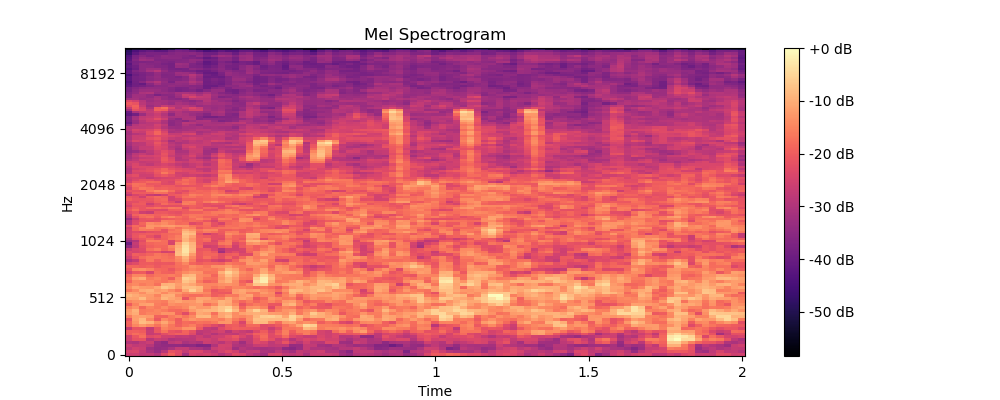 Mel Spectrogram
Hz
8192
4096
2048
1024
512
0
0 0.5 1 1.5 2
Time
+0 dB
-10 dB
-20 dB
-30 dB
-40 dB
-50 dB